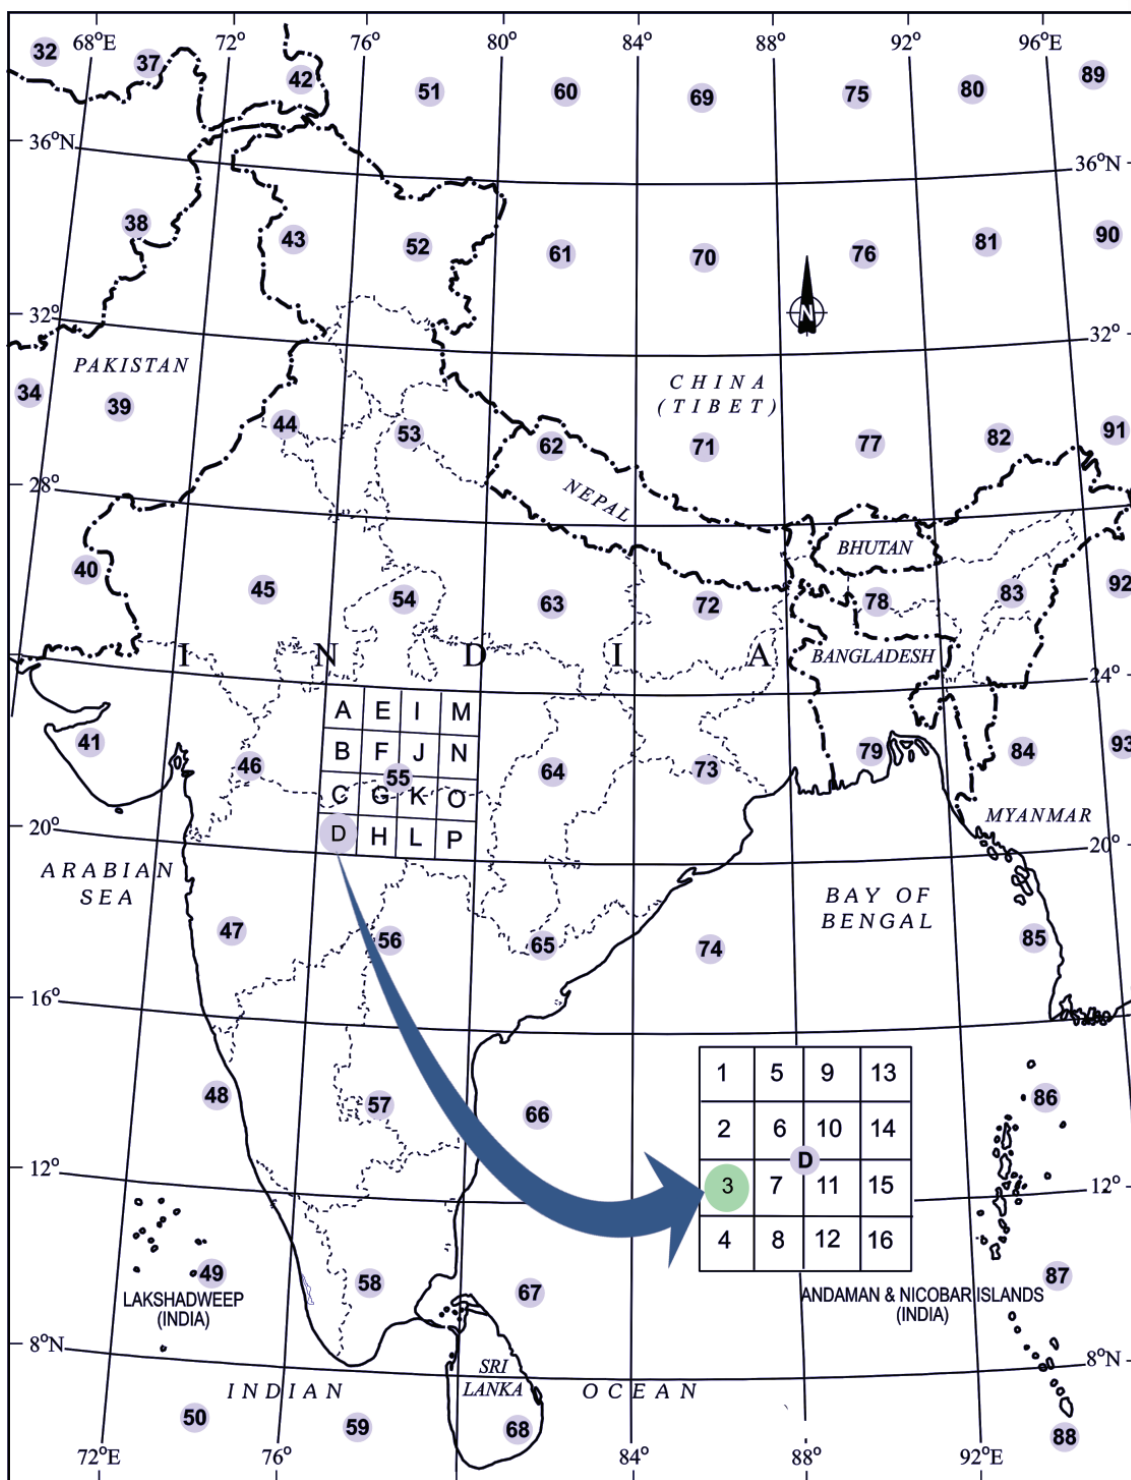 68°E 72° 76° 80° 84° 88° 92° 96°E
32 37 42 51 60 69 75 80 89
36°N 36°N
38 43 52 61 70 76 81 90
N
32° 32°
PAKISTAN
CHINA
(TIBET)
34 39 44 53 62 71 77 82 91
28° 28°
NEPAL
BHUTAN
40 45 54 63 72 78 83 92
I N D I A
BANGLADESH
24°
A E I M
B F J N
41 46 55 64 73 79 84 93
C G K O
D H L P
MYANMAR
20° 20°
ARABIAN
SEA
BAY OF
BENGAL
47 56 65 74 85
16°
1 5 9 13
48 57 66 86
2 6 10 14
D
3 7 11 15
12° 12°
4 8 12 16
49 58 67 87
LAKSHADWEEP
(INDIA)
ANDAMAN & NICOBAR ISLANDS
(INDIA)
8°N 8°N
SRI
LANKA
INDIAN OCEAN
50 59 68 88
72°E 76° 84° 88° 92°E